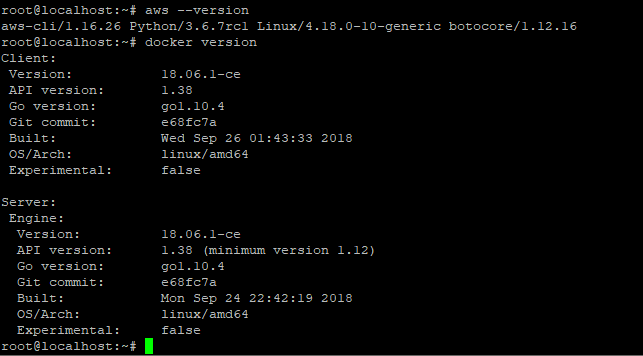 root@localhost:~# aws --version
aws-cli/1.16.26 Python/3.6.7rc1 Linux/4.18.0-10-generic botocore/1.12.16
root@localhost:~# docker version
Client:
 Version:           18.06.1-ce
 API version:       1.38
 Go version:        go1.10.4
 Git commit:        e68fc7a
 Built:             Wed Sep 26 01:43:33 2018
 OS/Arch:           linux/amd64
 Experimental:      false

Server:
 Engine:
  Version:          18.06.1-ce
  API version:      1.38 (minimum version 1.12)
  Go version:       go1.10.4
  Git commit:       e68fc7a
  Built:            Mon Sep 24 22:42:19 2018
  OS/Arch:          linux/amd64
  Experimental:     false
root@localhost:~#